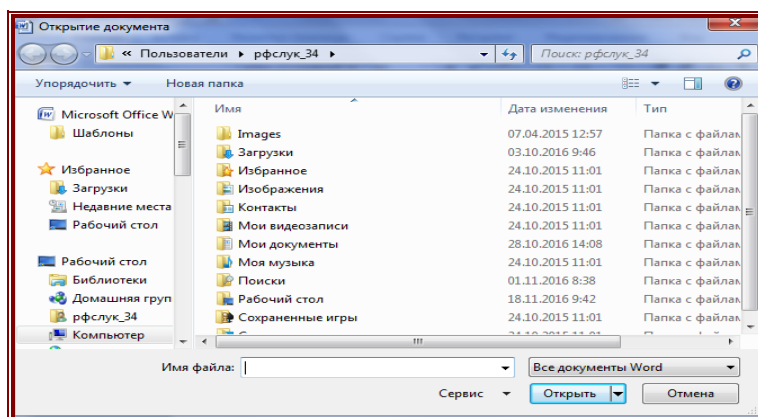 Открытие документа
« Пользователи ▸ рфслук_34 ▸
Поиск: рфслук_34
Упорядочить ▼ Новая папка
Microsoft Office W
Шаблоны
Избранное
Загрузки
Недавние места
Рабочий стол
Рабочий стол
Библиотеки
Домашняя груп
рфслук_34
Компьютер
Имя Дата изменения Тип
Images 07.04.2015 12:57 Папка с файлам
Загрузки 03.10.2016 9:46 Папка с файлам
Избранное 24.10.2015 11:01 Папка с файлам
Изображения 24.10.2015 11:01 Папка с файлам
Контакты 24.10.2015 11:01 Папка с файлам
Мои видеозаписи 24.10.2015 11:01 Папка с файлам
Мои документы 28.10.2016 14:08 Папка с файлам
Моя музыка 24.10.2015 11:01 Папка с файлам
Поиски 01.11.2016 8:38 Папка с файлам
Рабочий стол 18.11.2016 9:42 Папка с файлам
Сохраненные игры 24.10.2015 11:01 Папка с файлам
24.10.2015 11:01
Имя файла: Все документы Word
Сервис ▼ Открыть ▼ Отмена